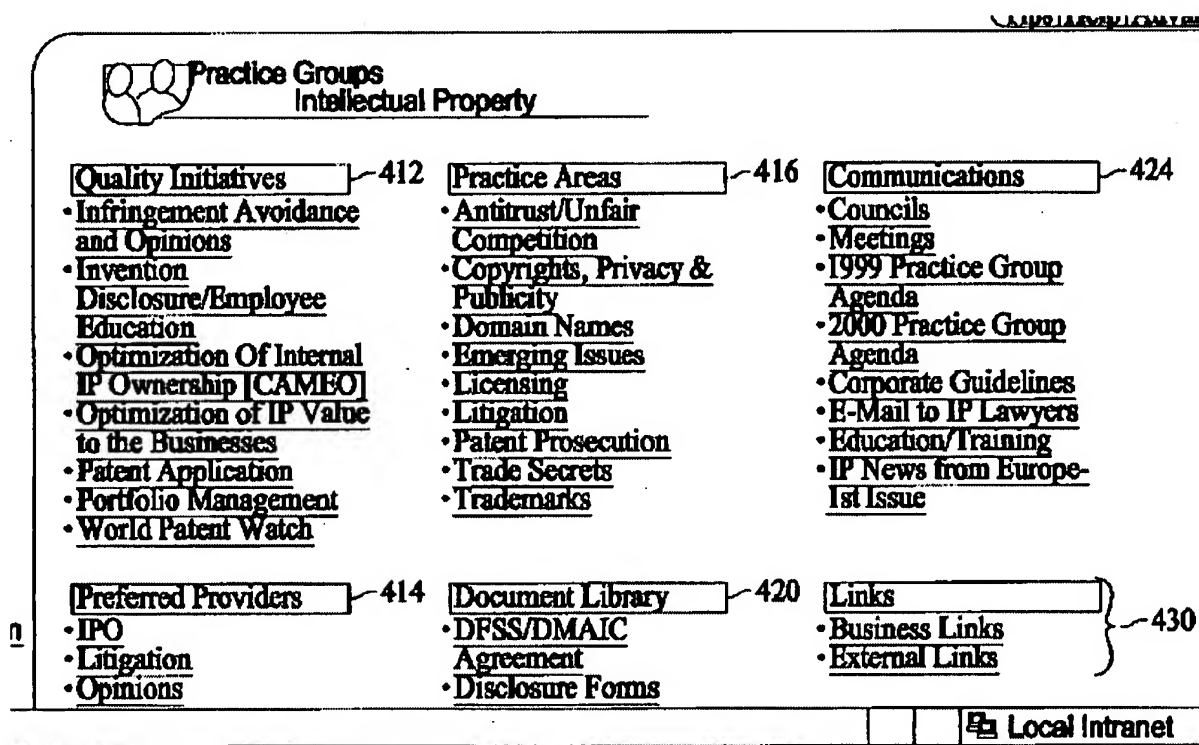 Practice Groups
Intellectual Property
Quality Initiatives 412
• Infringement Avoidance
and Opinions
• Invention
Disclosure/Employee
Education
• Optimization Of Internal
IP Ownership [CAMEO]
• Optimization of IP Value
to the Businesses
• Patent Application
• Portfolio Management
• World Patent Watch
Practice Areas 416
• Antitrust/Unfair
Competition
• Copyrights, Privacy &
Publicity
• Domain Names
• Emerging Issues
• Licensing
• Litigation
• Patent Prosecution
• Trade Secrets
• Trademarks
Communications 424
• Councils
• Meetings
• 1999 Practice Group
Agenda
• 2000 Practice Group
Agenda
• Corporate Guidelines
• E-Mail to IP Lawyers
• Education/Training
• IP News from Europe-
1st Issue
Preferred Providers 414
• IPO
• Litigation
• Opinions
Document Library 420
• DFSS/DMAIC
Agreement
• Disclosure Forms
Links
• Business Links
• External Links
430
n
Local Intranet